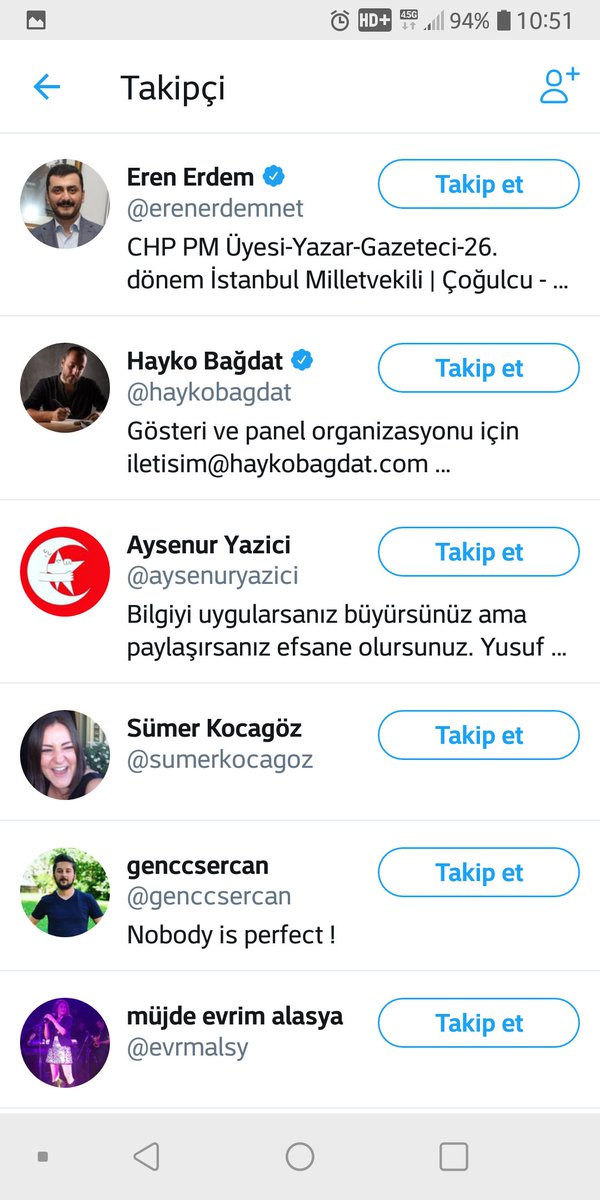 HD+ 4.5G 94% 10:51
Takipçi
Eren Erdem
Takip et
@erenerdemnet
CHP PM Üyesi-Yazar-Gazeteci-26.
dönem İstanbul Milletvekili | Çoğulcu - ...
Hayko Bağdat
Takip et
@haykobagdat
Gösteri ve panel organizasyonu için
iletisim@haykobagdat.com ...
Aysenur Yazici
Takip et
@aysenuryazici
Bilgiyi uygularsanız büyürsünüz ama
paylaşırsanız efsane olursunuz. Yusuf ...
Sümer Kocagöz
Takip et
@sumerkocagoz
genccsercan
Takip et
@genccsercan
Nobody is perfect !
müjde evrim alasya
Takip et
@evrmalsy